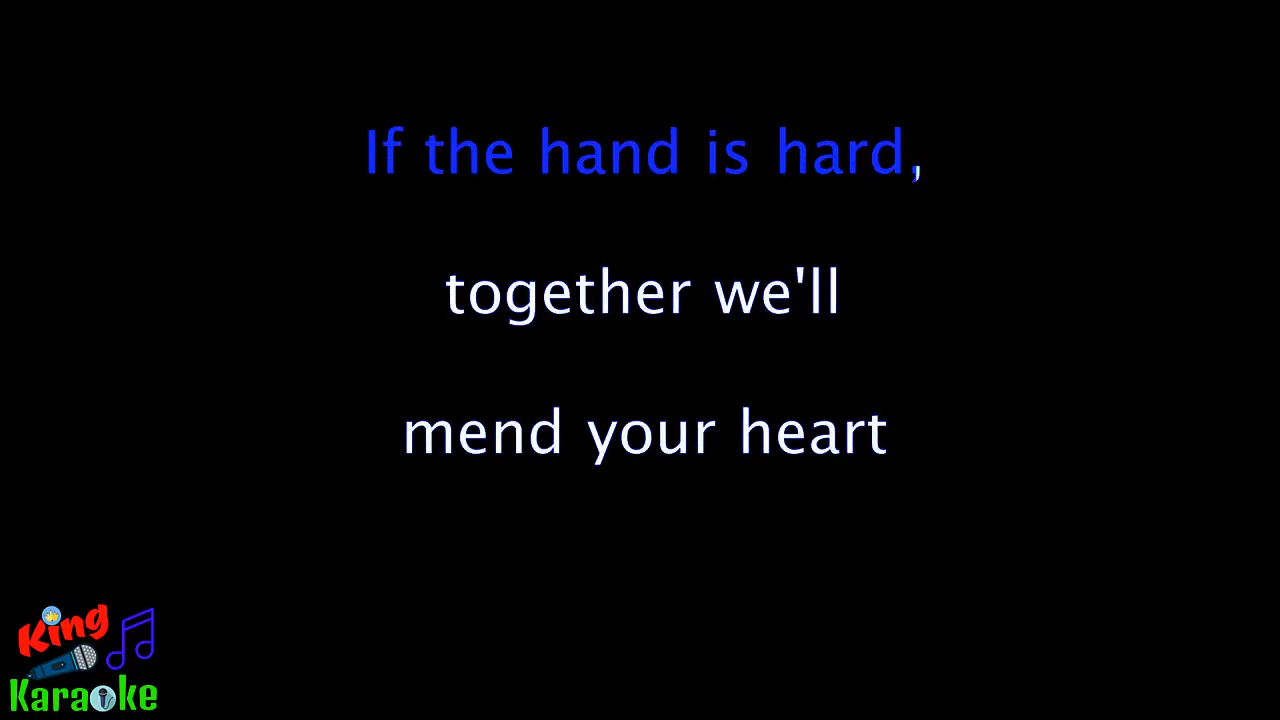 If the hand is hard,
together we'll
mend your heart
King
Karaoke